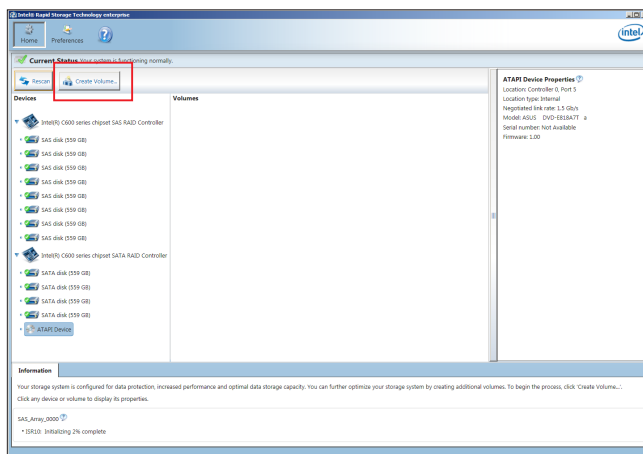 Intel® Rapid Storage Technology enterprise
Home
Preferences
intel
Current Status Your system is functioning normally.
Rescan
Create Volume...
Devices
Volumes
Intel(R) C600 series chipset SAS RAID Controller
SAS disk (559 GB)
SAS disk (559 GB)
SAS disk (559 GB)
SAS disk (559 GB)
SAS disk (559 GB)
SAS disk (559 GB)
SAS disk (559 GB)
SAS disk (559 GB)
Intel(R) C600 series chipset SATA RAID Controller
SATA disk (559 GB)
SATA disk (559 GB)
SATA disk (559 GB)
SATA disk (559 GB)
ATAPI Device
ATAPI Device Properties
Location: Controller 0, Port 5
Location type: Internal
Negotiated link rate: 1.5 Gb/s
Model: ASUS DVD-E818A7T a
Serial number: Not Available
Firmware: 1.00
Information
Your storage system is configured for data protection, increased performance and optimal data storage capacity. You can further optimize your storage system by creating additional volumes. To begin the process, click 'Create Volume...'.
Click any device or volume to display its properties.
SAS_Array_0000
• ISR10: Initializing 2% complete